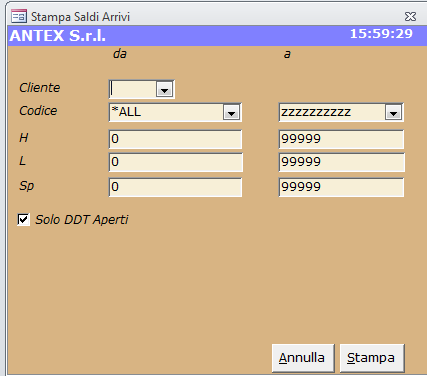 Stampa Saldi Arrivi
ANTEX S.r.l. 15:59:29
da a
Cliente
Codice *ALL zzzzzzzzzz
H 0 99999
L 0 99999
Sp 0 99999
Solo DDT Aperti
Annulla Stampa